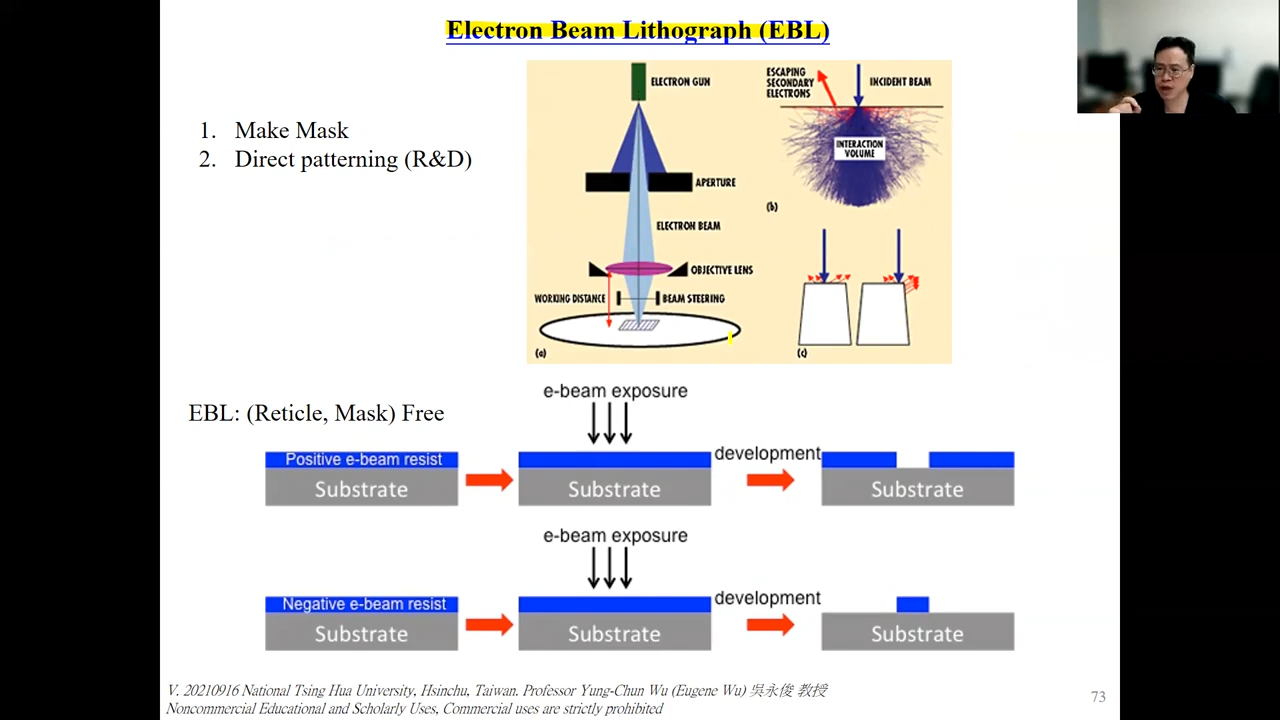 Electron Beam Lithograph (EBL)
1. Make Mask
2. Direct patterning (R&D)
ELECTRON GUN
APERTURE
ELECTRON BEAM
OBJECTIVE LENS
WORKING DISTANCE
BEAM STEERING
(a)
ESCAPING
SECONDARY
ELECTRONS
INCIDENT BEAM
INTERACTION
VOLUME
(b)
(c)
EBL: (Reticle, Mask) Free
e-beam exposure
Positive e-beam resist
Substrate
Substrate
development
Substrate
e-beam exposure
Negative e-beam resist
Substrate
Substrate
development
Substrate
V. 20210916 National Tsing Hua University, Hsinchu, Taiwan. Professor Yung-Chun Wu (Eugene Wu) 吳永俊 教授
Noncommercial Educational and Scholarly Uses, Commercial uses are strictly prohibited
73